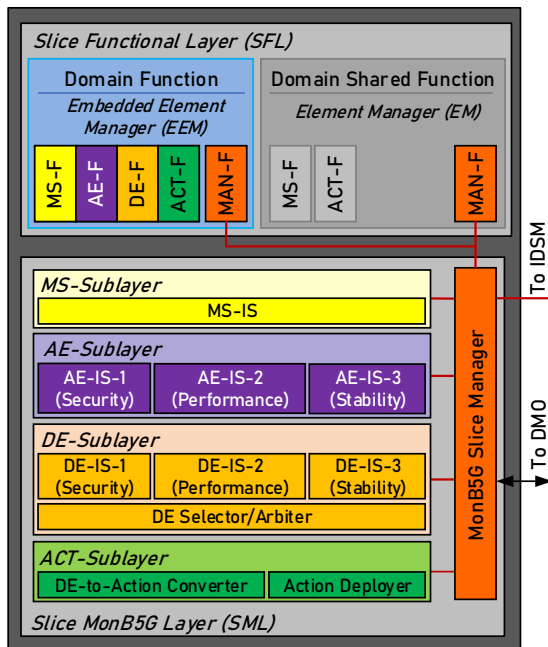 Slice Functional Layer (SFL)
Domain Function
Embedded Element
Manager (EEM)
MS-F
AE-F
DE-F
ACT-F
MAN-F
Domain Shared Function
Element Manager (EM)
MS-F
ACT-F
MAN-F
To IDSM
MS-Sublayer
MS-IS
AE-Sublayer
AE-IS-1
(Security)
AE-IS-2
(Performance)
AE-IS-3
(Stability)
DE-Sublayer
DE-IS-1
(Security)
DE-IS-2
(Performance)
DE-IS-3
(Stability)
DE Selector/Arbiter
ACT-Sublayer
DE-to-Action Converter
Action Deployer
MonB5G Slice Manager
To DMO
Slice MonB5G Layer (SML)